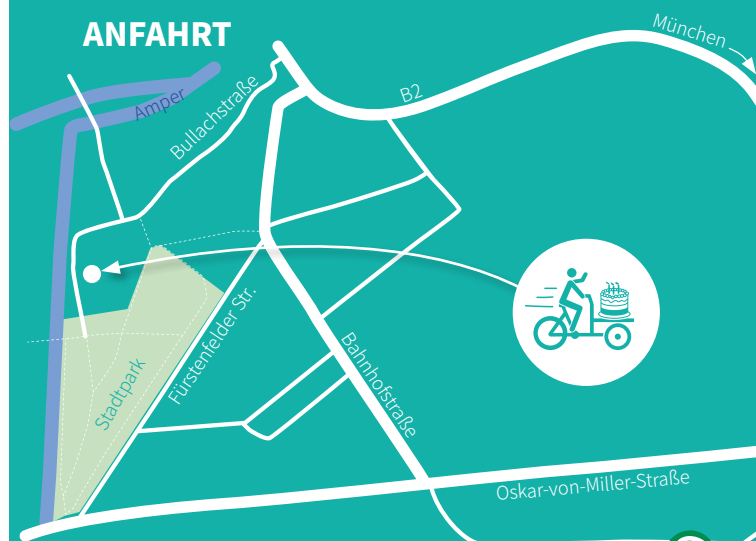 ANFAHRT
München
B2
Amper
Bullachstraße
Fürstenfelder Str.
Stadtpark
Bahnhofstraße
Oskar-von-Miller-Straße